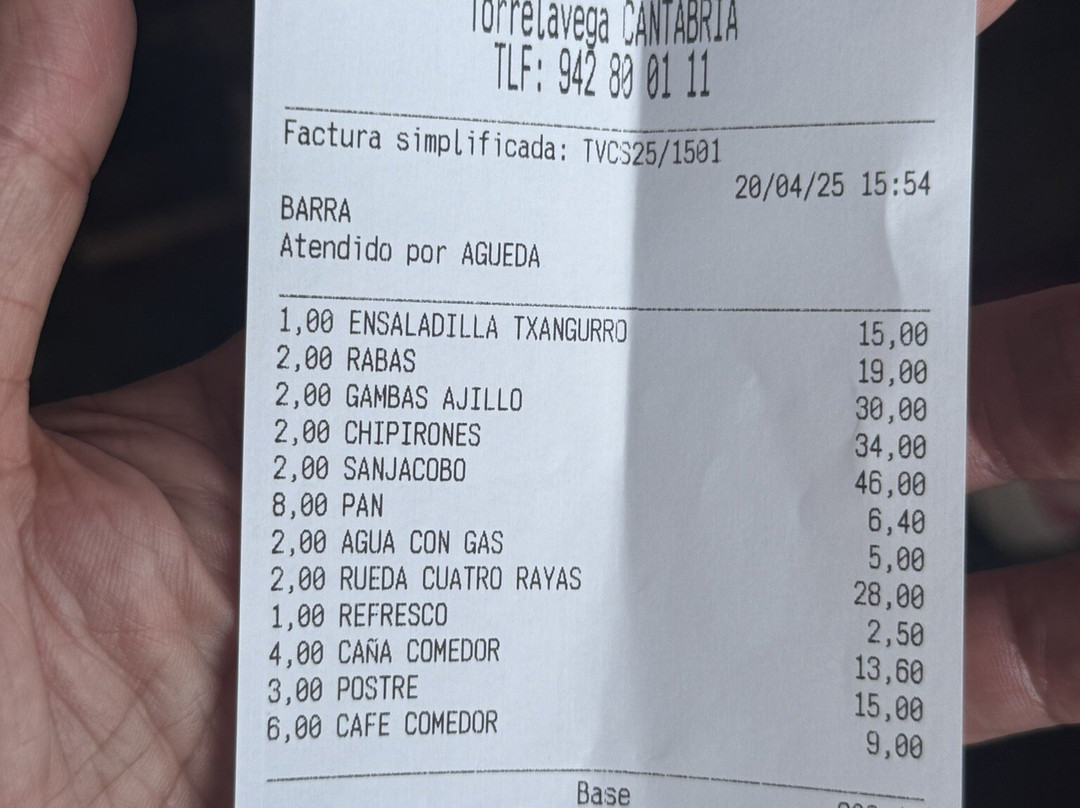 Torrelavega CANTABRIA
TLF: 942 80 01 11
Factura simplificada: TVCS25/1501
20/04/25 15:54
BARRA
Atendido por AGUEDA
1,00 ENSALADILLA TXANGURRO 15,00
2,00 RABAS 19,00
2,00 GAMBAS AJILLO 30,00
2,00 CHIPIRONES 34,00
2,00 SANJACOBO 46,00
8,00 PAN 6,40
2,00 AGUA CON GAS 5,00
2,00 RUEDA CUATRO RAYAS 28,00
1,00 REFRESCO 2,50
4,00 CAÑA COMEDOR 13,60
3,00 POSTRE 15,00
6,00 CAFE COMEDOR 9,00
Base